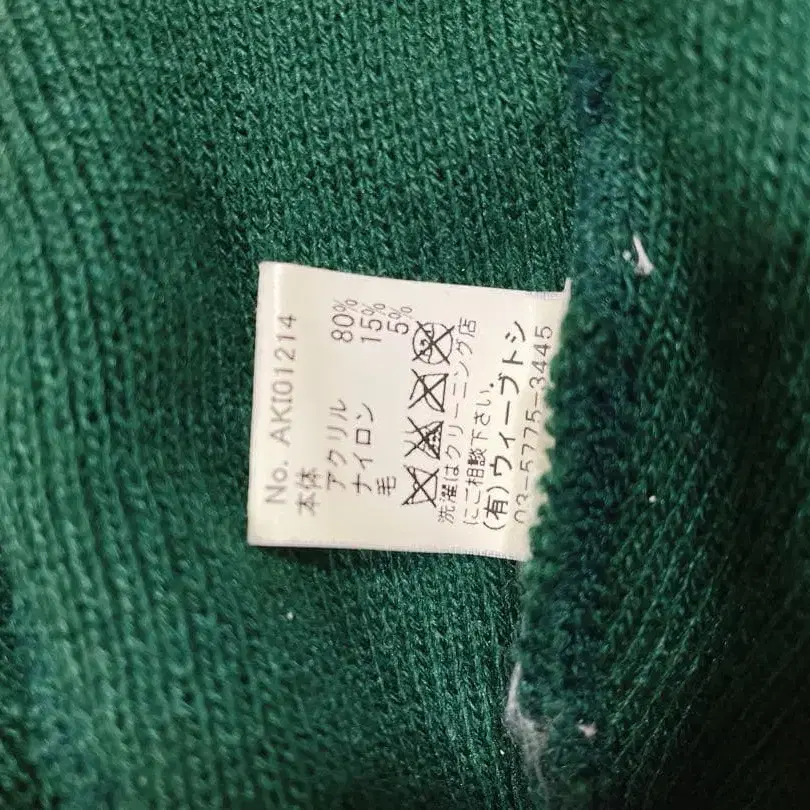 No. AKI01214
本体
アクリル 80%
ナイロン 15%
毛 5%
洗濯はクリーニング店
にご相談下さい.
(有)ウィーブトシ
03-5775-3445